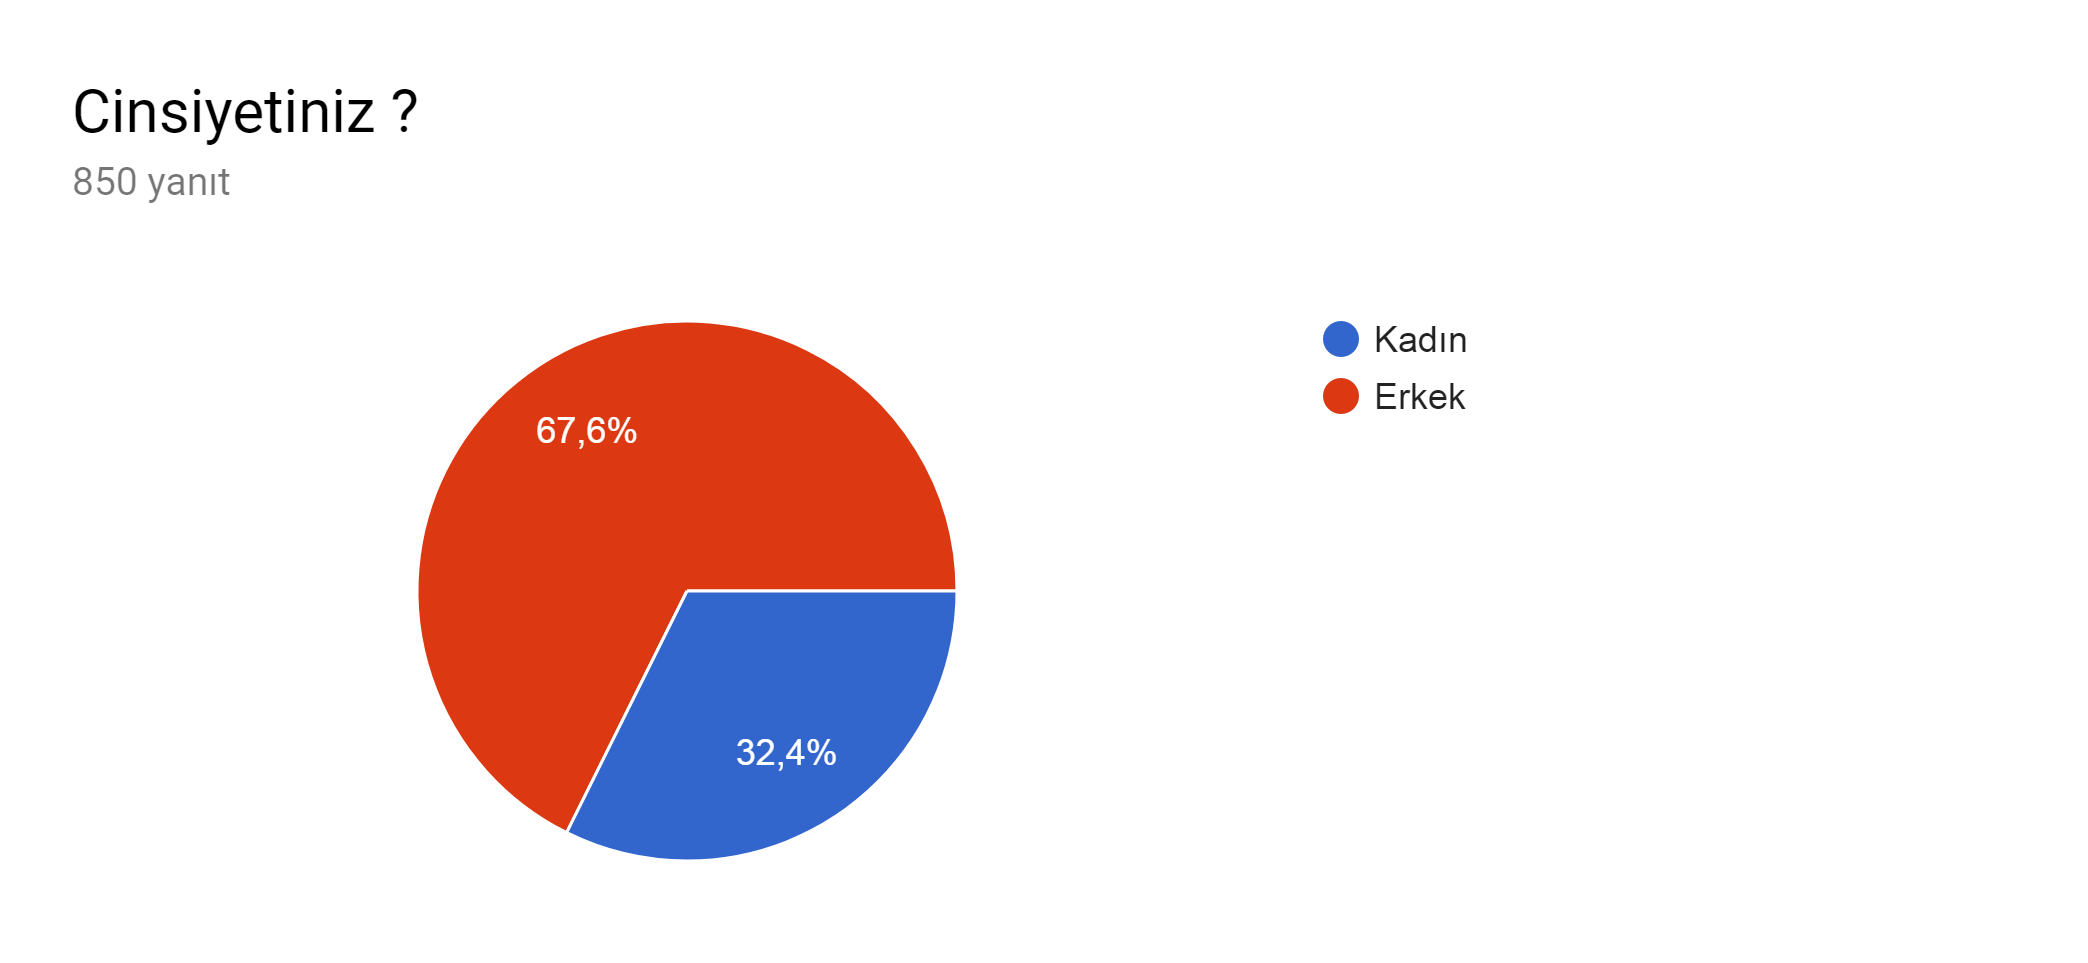 Cinsiyetiniz ?
850 yanıt
Kadın
Erkek
67,6%
32,4%